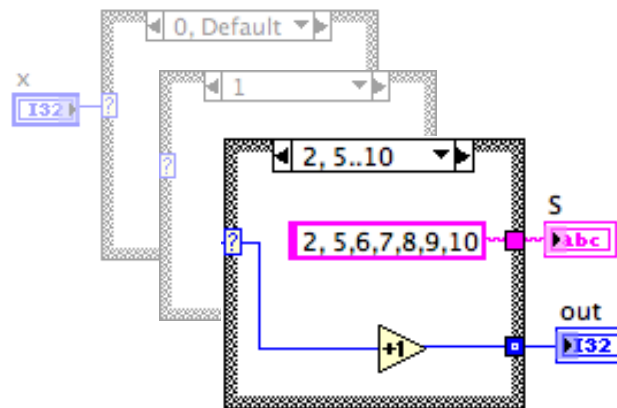 0, Default
x
I32
?
1
?
2, 5..10
?
2, 5,6,7,8,9,10
S
abc
+1
out
I32